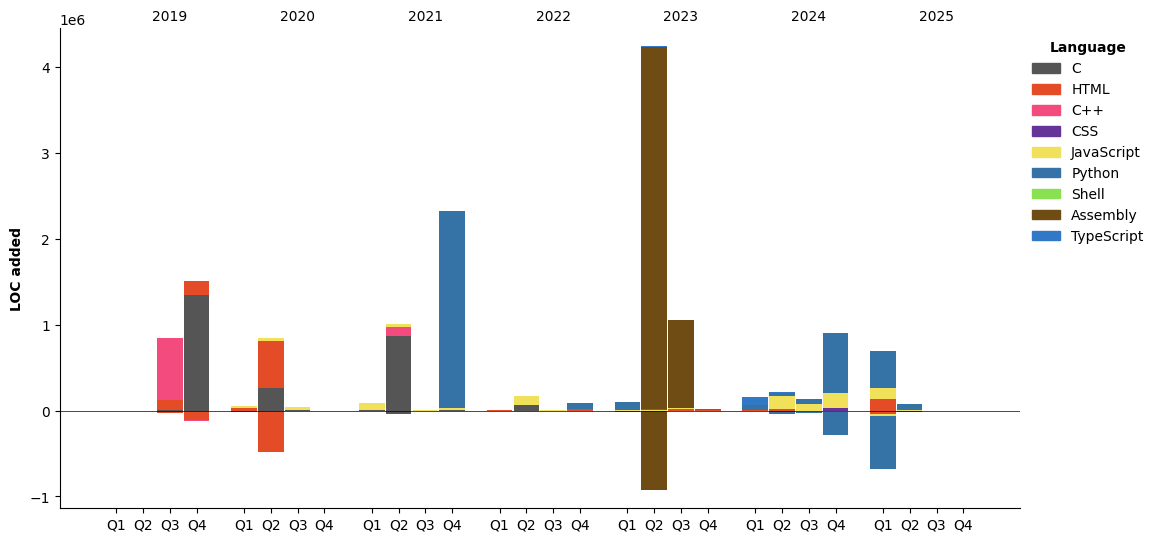 1e6
2019 2020 2021 2022 2023 2024 2025
LOC added
4
3
2
1
0
−1
Q1 Q2 Q3 Q4 Q1 Q2 Q3 Q4 Q1 Q2 Q3 Q4 Q1 Q2 Q3 Q4 Q1 Q2 Q3 Q4 Q1 Q2 Q3 Q4 Q1 Q2 Q3 Q4
Language
C
HTML
C++
CSS
JavaScript
Python
Shell
Assembly
TypeScript